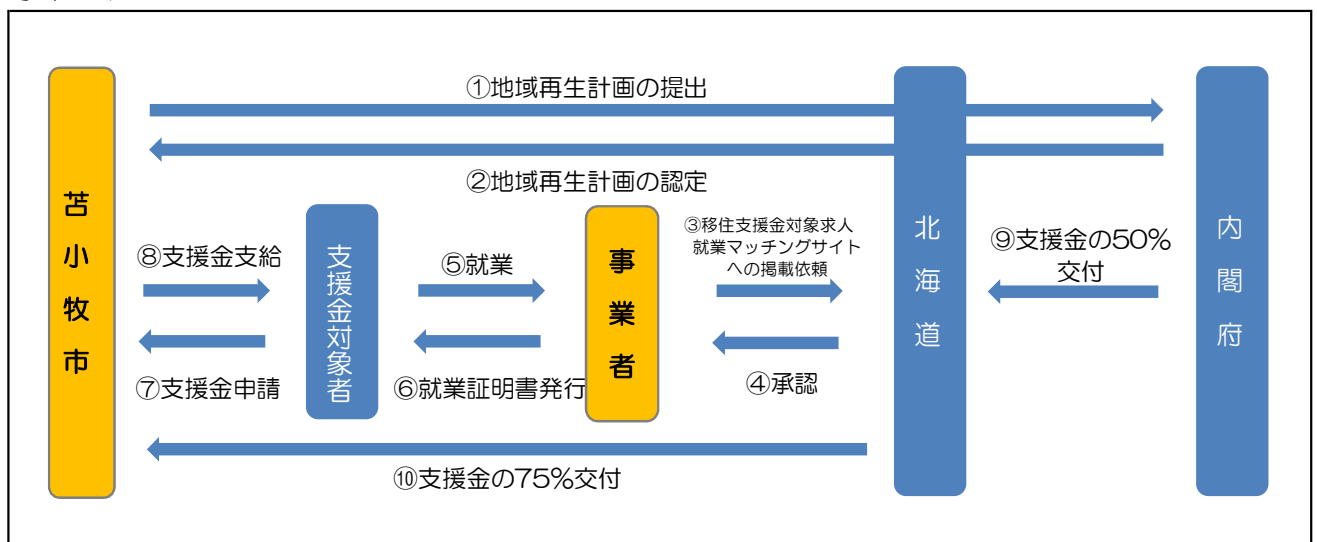 ①地域再生計画の提出
②地域再生計画の認定
苫小牧市
⑧支援金支給
⑦支援金申請
支援金対象者
⑤就業
⑥就業証明書発行
事業者
③移住支援金対象求人
就業マッチングサイト
への掲載依頼
④承認
北海道
⑨支援金の50%
交付
内閣府
⑩支援金の75%交付